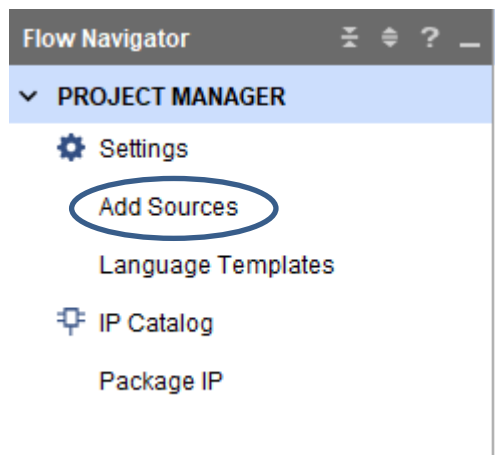 Flow Navigator ?
PROJECT MANAGER
Settings
Add Sources
Language Templates
IP Catalog
Package IP